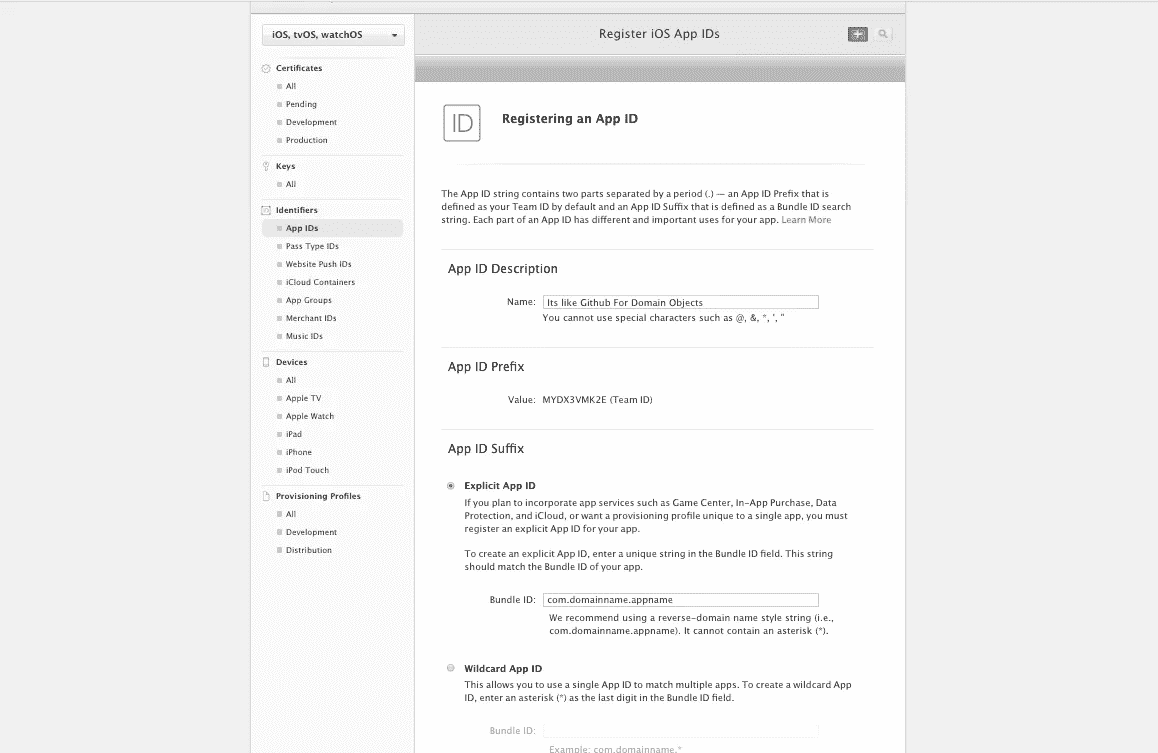 iOS, tvOS, watchOS
Register iOS App IDs
Certificates
All
Pending
Development
Production
Keys
All
Identifiers
App IDs
Pass Type IDs
Website Push IDs
iCloud Containers
App Groups
Merchant IDs
Music IDs
Devices
All
Apple TV
Apple Watch
iPad
iPhone
iPod Touch
Provisioning Profiles
All
Development
Distribution
ID
Registering an App ID
The App ID string contains two parts separated by a period (.) — an App ID Prefix that is
defined as your Team ID by default and an App ID Suffix that is defined as a Bundle ID search
string. Each part of an App ID has different and important uses for your app. Learn More
App ID Description
Name: Its like Github For Domain Objects
You cannot use special characters such as @, &, *, ', "
App ID Prefix
Value: MYDX3VMK2E (Team ID)
App ID Suffix
Explicit App ID
If you plan to incorporate app services such as Game Center, In-App Purchase, Data
Protection, and iCloud, or want a provisioning profile unique to a single app, you must
register an explicit App ID for your app.
To create an explicit App ID, enter a unique string in the Bundle ID field. This string
should match the Bundle ID of your app.
Bundle ID: com.domainname.appname
We recommend using a reverse-domain name style string (i.e.,
com.domainname.appname). It cannot contain an asterisk (*).
Wildcard App ID
This allows you to use a single App ID to match multiple apps. To create a wildcard App
ID, enter an asterisk (*) as the last digit in the Bundle ID field.
Bundle ID:
Example: com.domainname.*